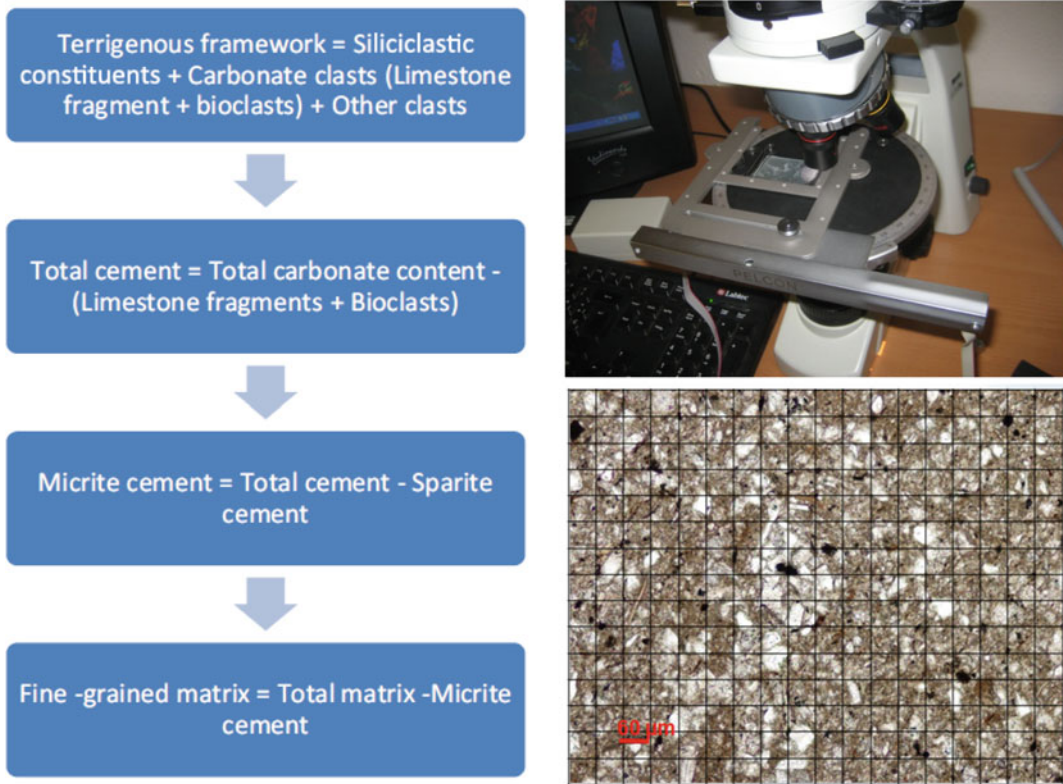 Terrigenous framework = Siliciclastic
constituents + Carbonate clasts (Limestone
fragment + bioclasts) + Other clasts
Total cement = Total carbonate content -
(Limestone fragments + Bioclasts)
Micrite cement = Total cement - Sparite
cement
Fine -grained matrix = Total matrix -Micrite
cement
PELCON
Labtec
60 µm